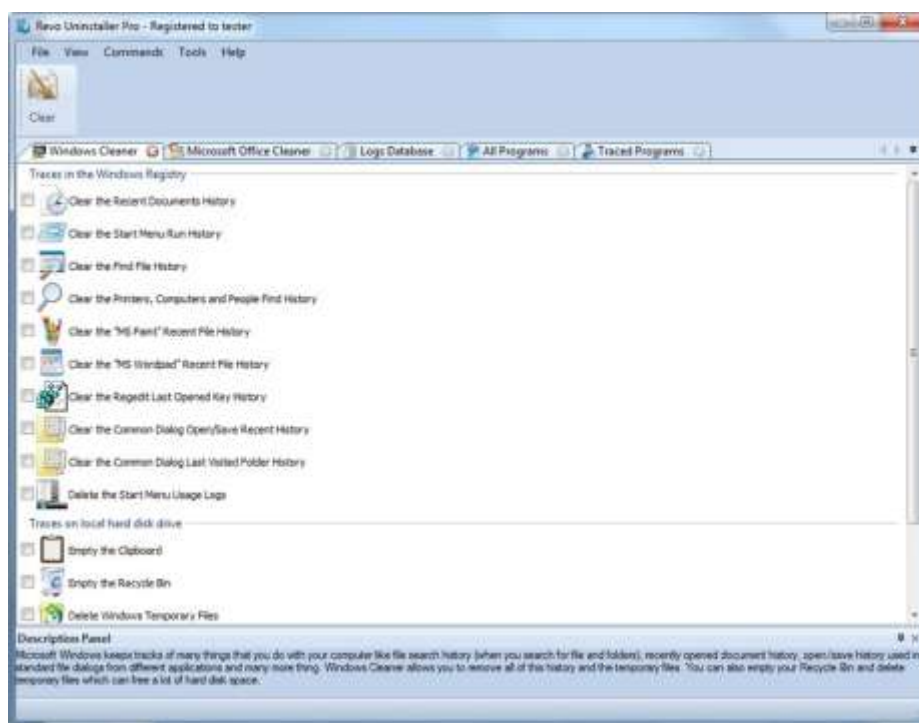 Revo Uninstaller Pro - Registered to tester
File View Commands Tools Help
Clear
Windows Cleaner Microsoft Office Cleaner Logs Database All Programs Traced Programs
Traces in the Windows Registry
Clear the Recent Documents History
Clear the Start Menu Run History
Clear the Find File History
Clear the Printers, Computers and People Find History
Clear the "MS Paint" Recent File History
Clear the "MS Wordpad" Recent File History
Clear the Regedit Last Opened Key History
Clear the Common Dialog Open/Save Recent History
Clear the Common Dialog Last Visited Folder History
Delete the Start Menu Usage Logs
Traces on local hard disk drive
Empty the Clipboard
Empty the Recycle Bin
Delete Windows Temporary Files
Description Panel
Microsoft Windows keeps tracks of many things that you do with your computer like file search history (when you search for file and folders), recently opened document history, open/save history used in
standard file dialogs from different applications and many more thing. Windows Cleaner allows you to remove all of this history and the temporary files. You can also empty your Recycle Bin and delete
temporary files which can free a lot of hard disk space.